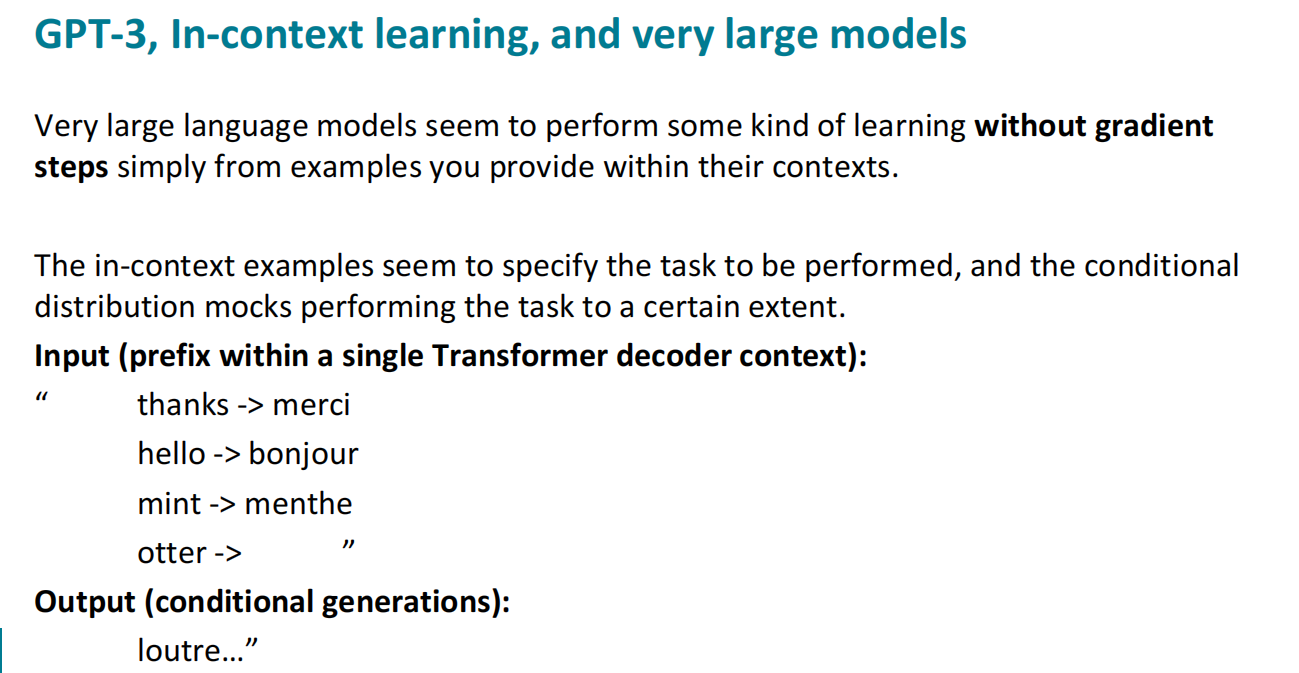 GPT-3, In-context learning, and very large models
Very large language models seem to perform some kind of learning without gradient
steps simply from examples you provide within their contexts.
The in-context examples seem to specify the task to be performed, and the conditional
distribution mocks performing the task to a certain extent.
Input (prefix within a single Transformer decoder context):
“ thanks -> merci
hello -> bonjour
mint -> menthe
otter -> ”
Output (conditional generations):
loutre…”